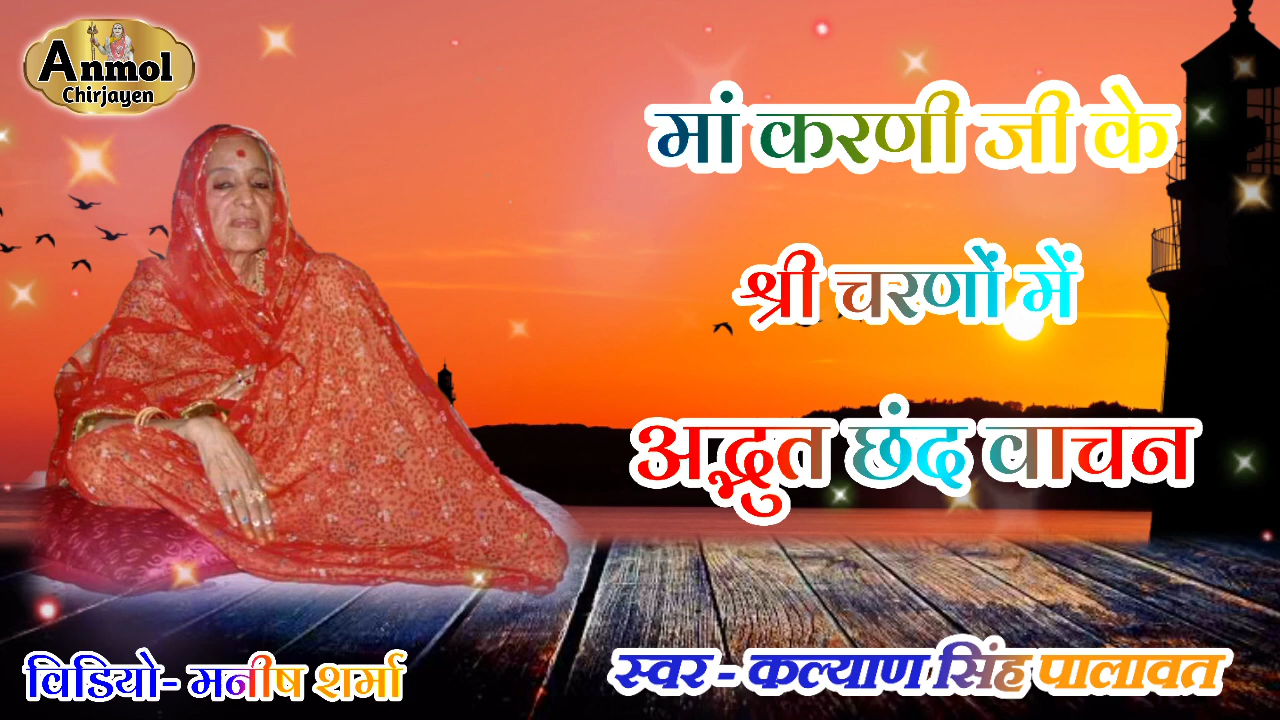 Anmol
Chirjayen
मां करणी जी के
श्री चरणों में
अद्भुत छंद वाचन
विडियो- मनीष शर्मा
स्वर - कल्याण सिंह पालावत